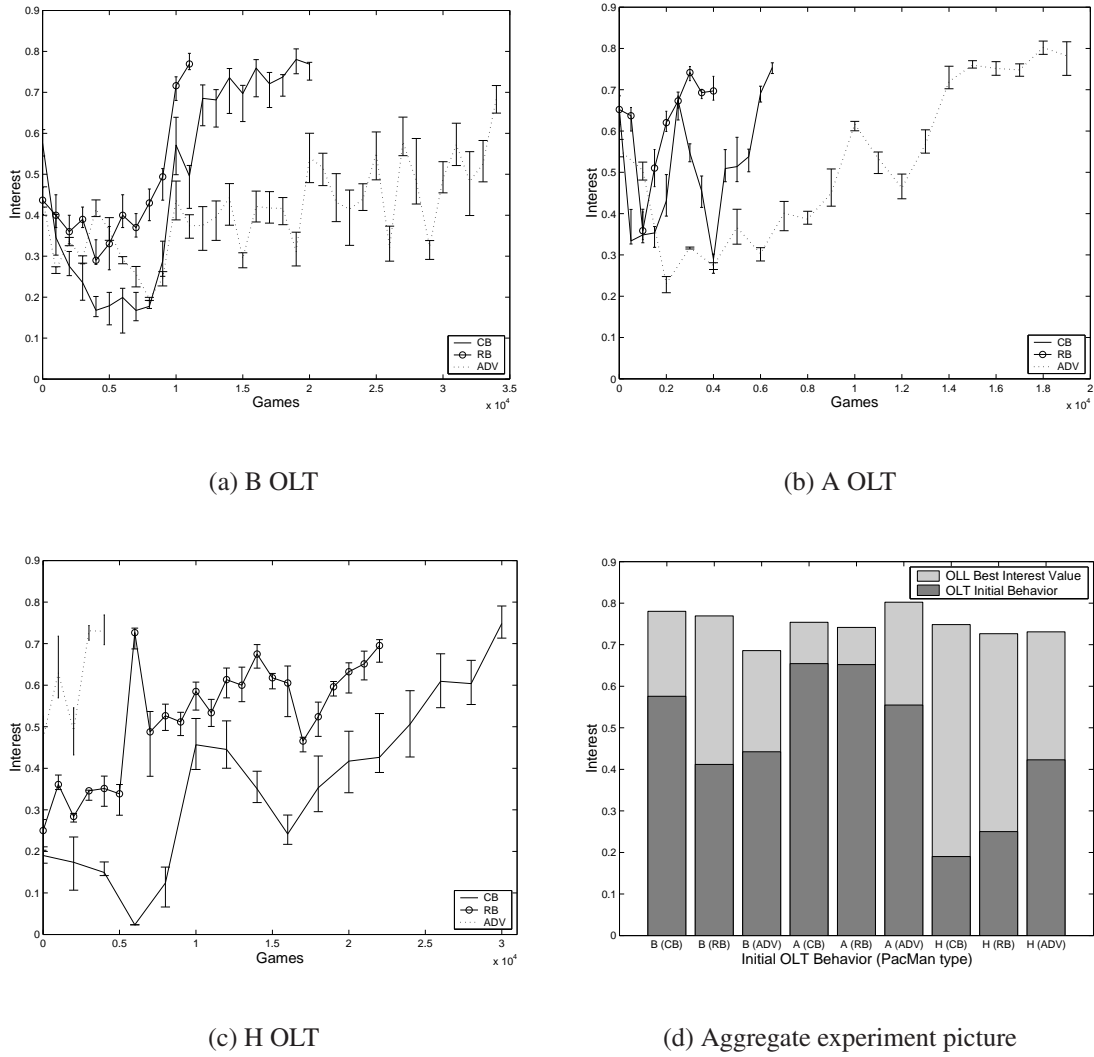 0.9
0.8
0.7
0.6
0.5
0.4
0.3
0.2
0.1
0
Interest
0 0.5 1 1.5 2 2.5 3 3.5
Games
x 10^4
CB
RB
ADV
(a) B OLT
0.9
0.8
0.7
0.6
0.5
0.4
0.3
0.2
0.1
0
Interest
0 0.2 0.4 0.6 0.8 1 1.2 1.4 1.6 1.8 2
Games
x 10^4
CB
RB
ADV
(b) A OLT
0.9
0.8
0.7
0.6
0.5
0.4
0.3
0.2
0.1
0
Interest
0 0.5 1 1.5 2 2.5 3
Games
x 10^4
CB
RB
ADV
(c) H OLT
0.9
0.8
0.7
0.6
0.5
0.4
0.3
0.2
0.1
0
Interest
OLL Best Interest Value
OLT Initial Behavior
B (CB) B (RB) B (ADV) A (CB) A (RB) A (ADV) H (CB) H (RB) H (ADV)
Initial OLT Behavior (PacMan type)
(d) Aggregate experiment picture